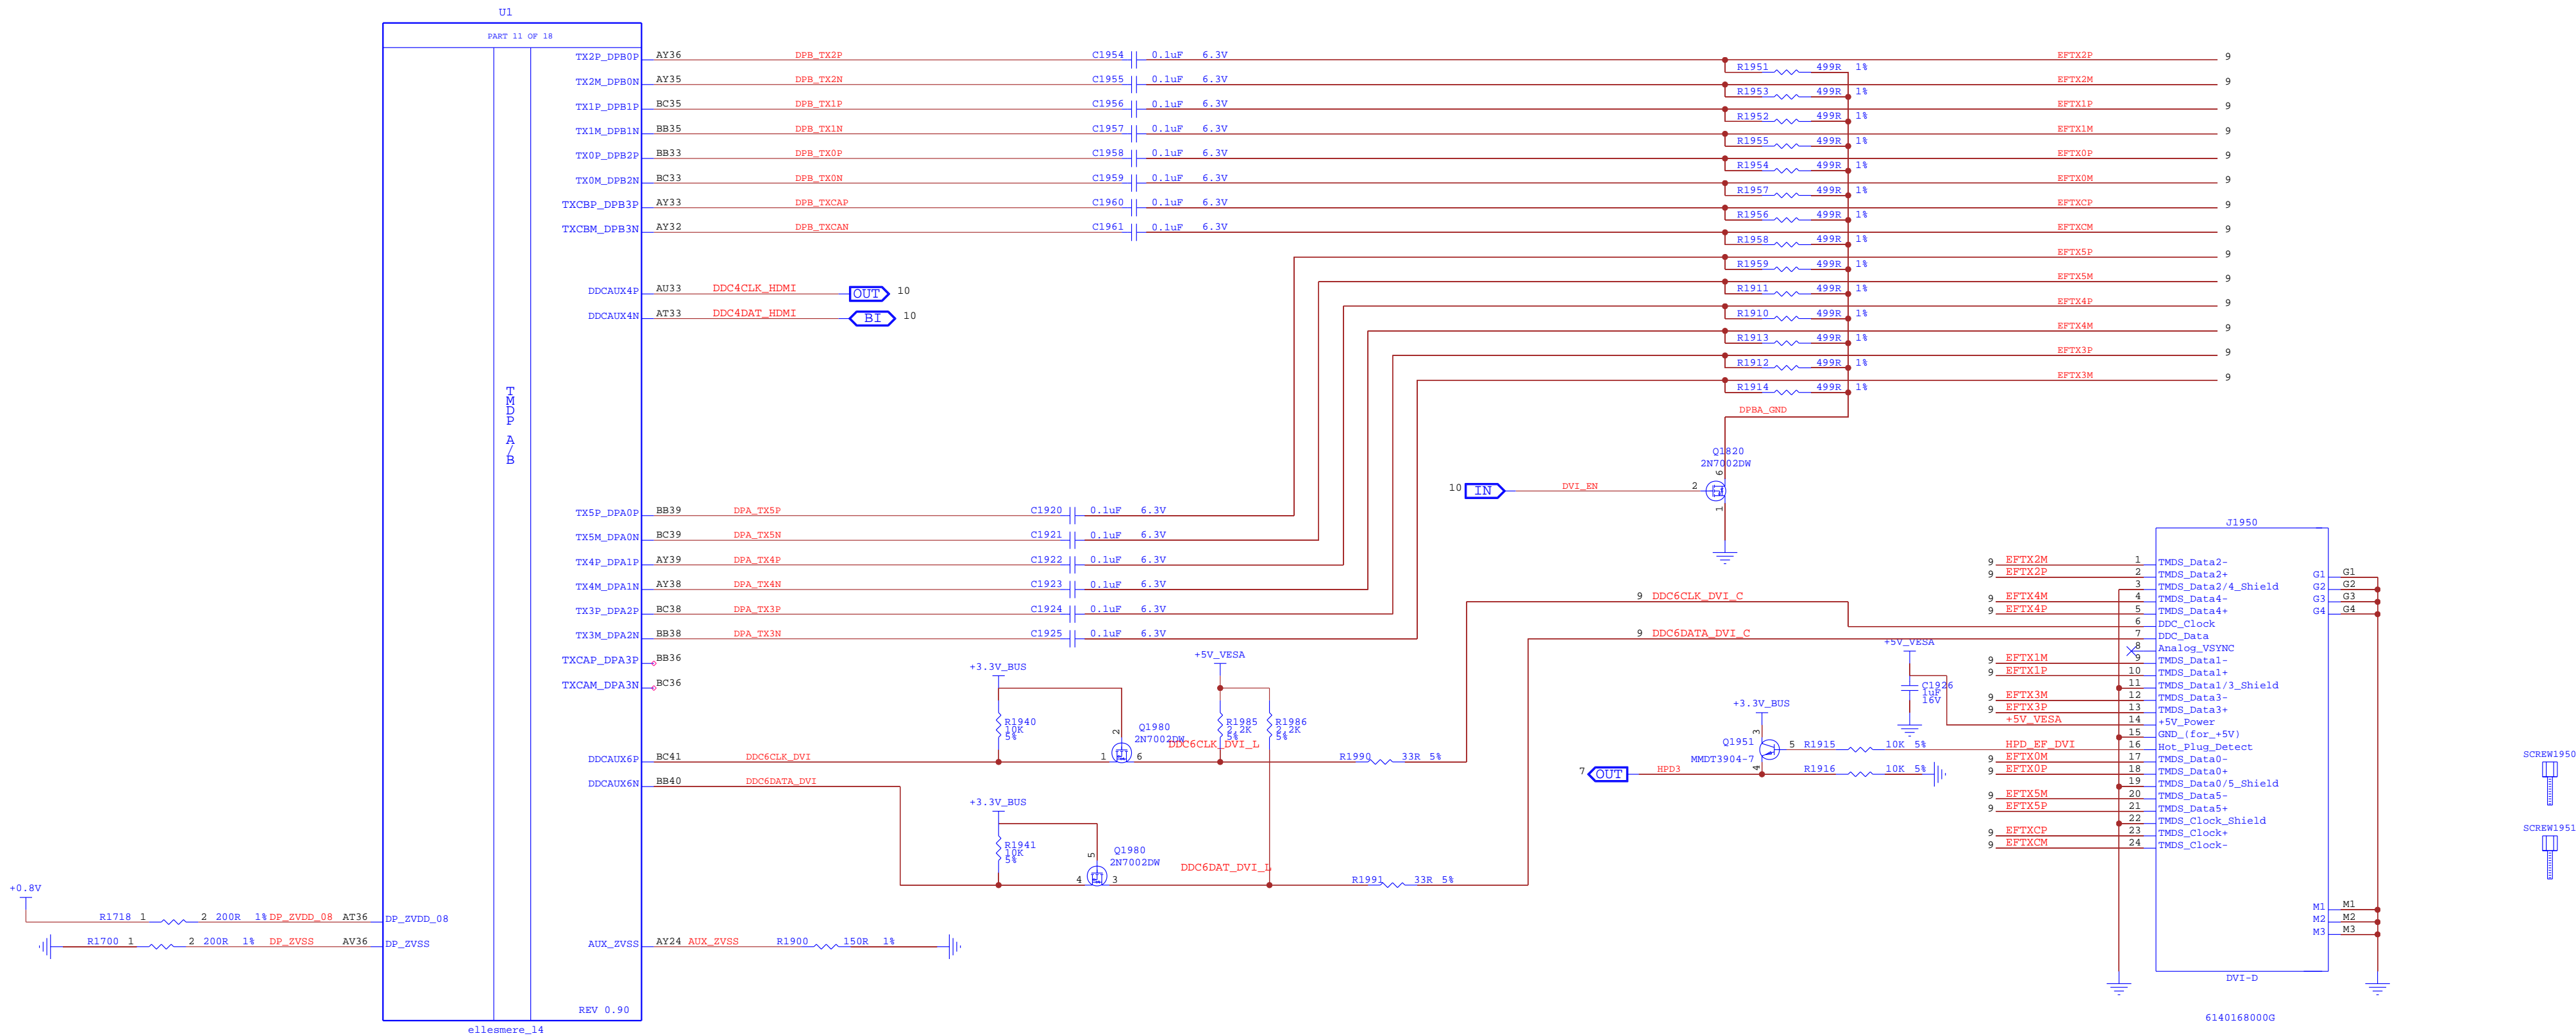 U1
PART 11 OF 18
TMDP A/B
TX2P_DPB0P AY36 DPB_TX2P C1954 0.1uF 6.3V EFTX2P 9
R1951 499R 1%
TX2M_DPB0N AY35 DPB_TX2N C1955 0.1uF 6.3V EFTX2M 9
R1953 499R 1%
TX1P_DPB1P BC35 DPB_TX1P C1956 0.1uF 6.3V EFTX1P 9
R1952 499R 1%
TX1M_DPB1N BB35 DPB_TX1N C1957 0.1uF 6.3V EFTX1M 9
R1955 499R 1%
TX0P_DPB2P BB33 DPB_TX0P C1958 0.1uF 6.3V EFTX0P 9
R1954 499R 1%
TX0M_DPB2N BC33 DPB_TX0N C1959 0.1uF 6.3V EFTX0M 9
R1957 499R 1%
TXCBP_DPB3P AY33 DPB_TXCAP C1960 0.1uF 6.3V EFTXCP 9
R1956 499R 1%
TXCBM_DPB3N AY32 DPB_TXCAN C1961 0.1uF 6.3V EFTXCM 9
R1958 499R 1%
EFTX5P 9
R1959 499R 1%
EFTX5M 9
DDCAUX4P AU33 DDC4CLK_HDMI OUT 10
R1911 499R 1%
EFTX4P 9
DDCAUX4N AT33 DDC4DAT_HDMI BI 10
R1910 499R 1%
EFTX4M 9
R1913 499R 1%
EFTX3P 9
R1912 499R 1%
EFTX3M 9
R1914 499R 1%
DPBA_GND
Q1820
2N7002DW
6
10 IN DVI_EN 2
1
TX5P_DPA0P BB39 DPA_TX5P C1920 0.1uF 6.3V
TX5M_DPA0N BC39 DPA_TX5N C1921 0.1uF 6.3V
TX4P_DPA1P AY39 DPA_TX4P C1922 0.1uF 6.3V
TX4M_DPA1N AY38 DPA_TX4N C1923 0.1uF 6.3V
TX3P_DPA2P BC38 DPA_TX3P C1924 0.1uF 6.3V
TX3M_DPA2N BB38 DPA_TX3N C1925 0.1uF 6.3V
TXCAP_DPA3P BB36
TXCAM_DPA3N BC36
9 DDC6CLK_DVI_C
9 DDC6DATA_DVI_C
+3.3V_BUS
+5V_VESA
R1940
10K
5%
2
Q1980
2N7002DW
R1985
2.2K
5%
R1986
2.2K
5%
DDC6CLK_DVI_L
DDCAUX6P BC41 DDC6CLK_DVI 1 6 R1990 33R 5%
DDCAUX6N BB40 DDC6DATA_DVI
+3.3V_BUS
R1941
10K
5%
5
Q1980
2N7002DW
DDC6DAT_DVI_L
4 3 R1991 33R 5%
+0.8V
R1718 1 2 200R 1% DP_ZVDD_08 AT36 DP_ZVDD_08
R1700 1 2 200R 1% DP_ZVSS AV36 DP_ZVSS
AUX_ZVSS AY24 AUX_ZVSS R1900 150R 1%
REV 0.90
ellesmere_l4
+5V_VESA
C1926
1uF
16V
+3.3V_BUS
3
Q1951
MMDT3904-7
5 R1915 10K 5%
4
7 OUT HPD3 R1916 10K 5%
J1950
9 EFTX2M 1 TMDS_Data2-
9 EFTX2P 2 TMDS_Data2+
3 TMDS_Data2/4_Shield
9 EFTX4M 4 TMDS_Data4-
9 EFTX4P 5 TMDS_Data4+
6 DDC_Clock
7 DDC_Data
8 Analog_VSYNC
9 EFTX1M 9 TMDS_Data1-
9 EFTX1P 10 TMDS_Data1+
11 TMDS_Data1/3_Shield
9 EFTX3M 12 TMDS_Data3-
9 EFTX3P 13 TMDS_Data3+
+5V_VESA 14 +5V_Power
15 GND_(for_+5V)
HPD_EF_DVI 16 Hot_Plug_Detect
9 EFTX0M 17 TMDS_Data0-
9 EFTX0P 18 TMDS_Data0+
19 TMDS_Data0/5_Shield
9 EFTX5M 20 TMDS_Data5-
9 EFTX5P 21 TMDS_Data5+
22 TMDS_Clock_Shield
9 EFTXCP 23 TMDS_Clock+
9 EFTXCM 24 TMDS_Clock-
G1 G1
G2 G2
G3 G3
G4 G4
M1 M1
M2 M2
M3 M3
DVI-D
6140168000G
SCREW1950
SCREW1951